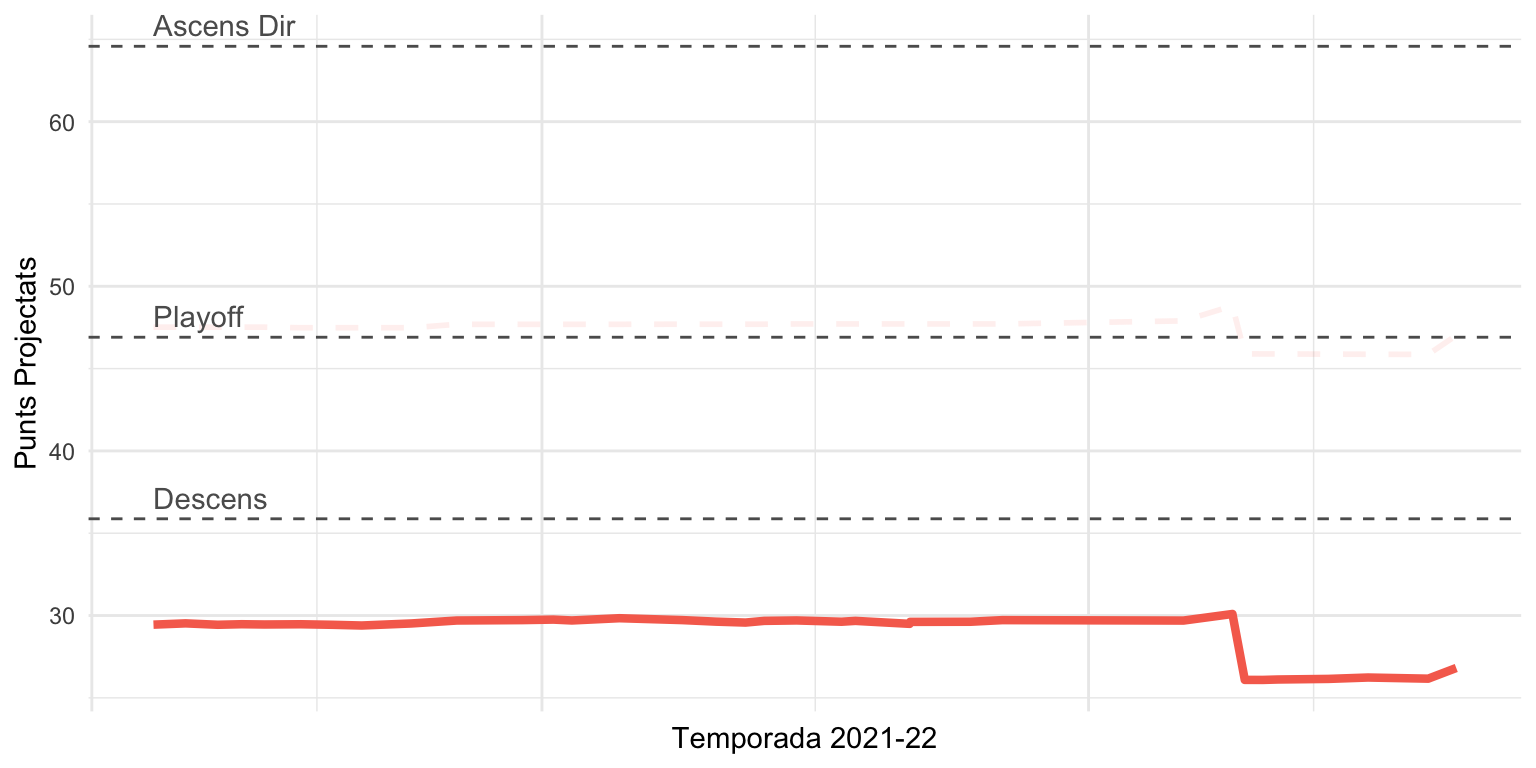 Ascens Dir
60
50
Playoff
40
Descens
30
Punts Projectats
Temporada 2021-22